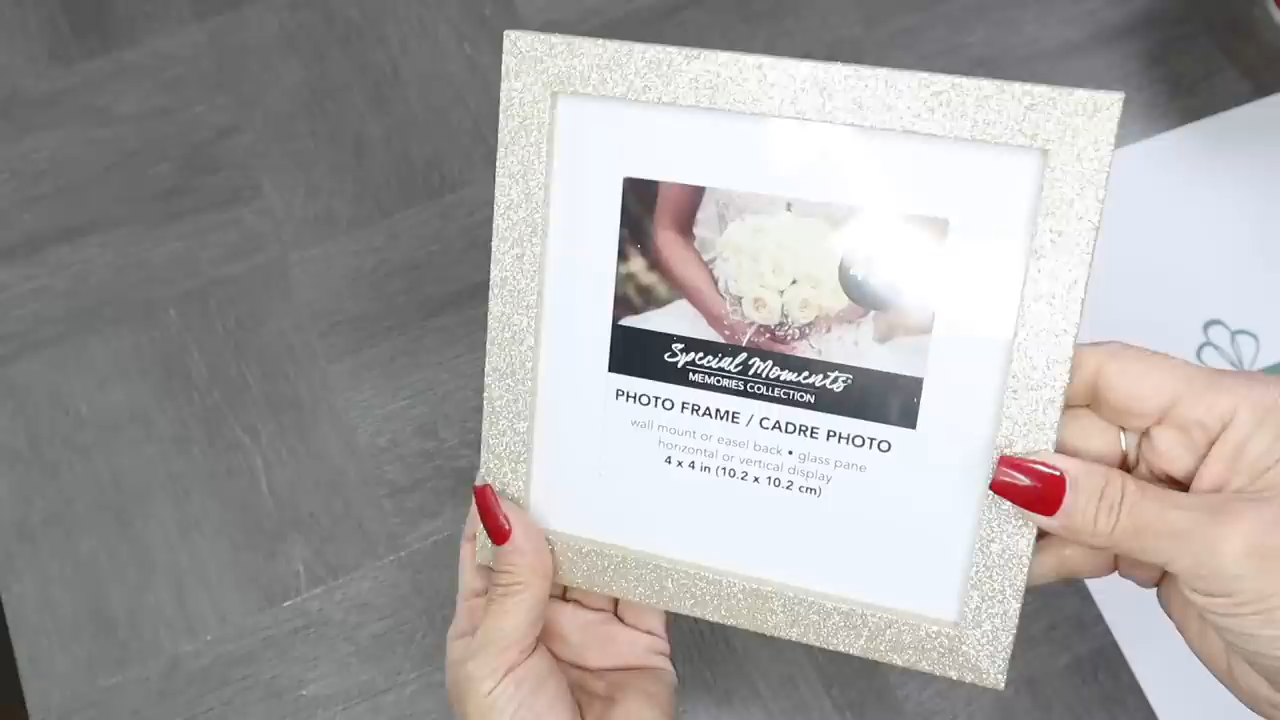 Special Moments
MEMORIES COLLECTION
PHOTO FRAME / CADRE PHOTO
wall mount or easel back • glass pane
horizontal or vertical display
4 x 4 in (10.2 x 10.2 cm)